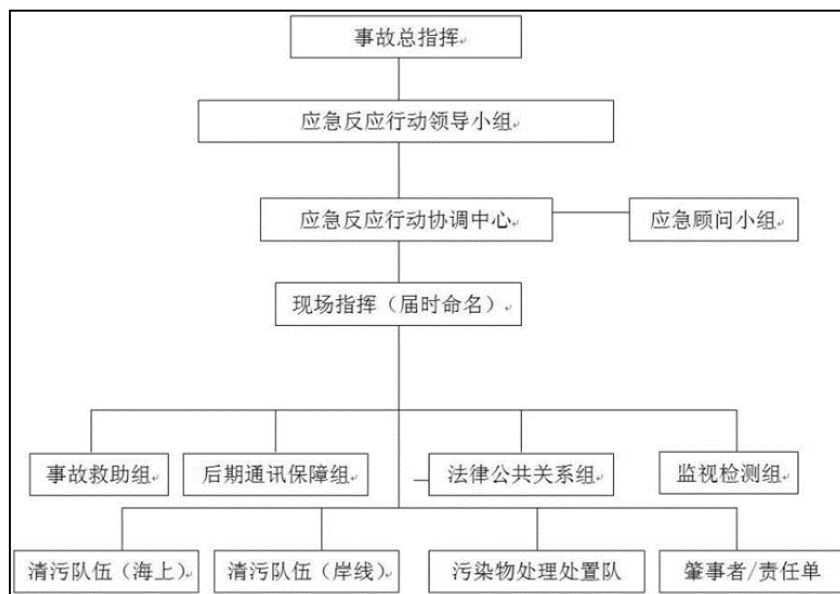 事故总指挥
应急反应行动领导小组
应急反应行动协调中心
应急顾问小组
现场指挥（届时命名）
事故救助组
后期通讯保障组
法律公共关系组
监视检测组
清污队伍（海上）
清污队伍（岸线）
污染物处理处置队
肇事者/责任单